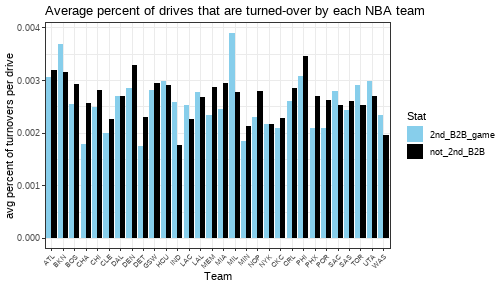 Average percent of drives that are turned-over by each NBA team
avg percent of turnovers per drive
0.004
0.003
0.002
0.001
0.000
ATL BKN BOS CHA CHI CLE DAL DEN DET GSW HOU IND LAC LAL MEM MIA MIL MIN NOP NYK OKC ORL PHI PHX POR SAC SAS TOR UTA WAS
Team
Stat
2nd_B2B_game
not_2nd_B2B